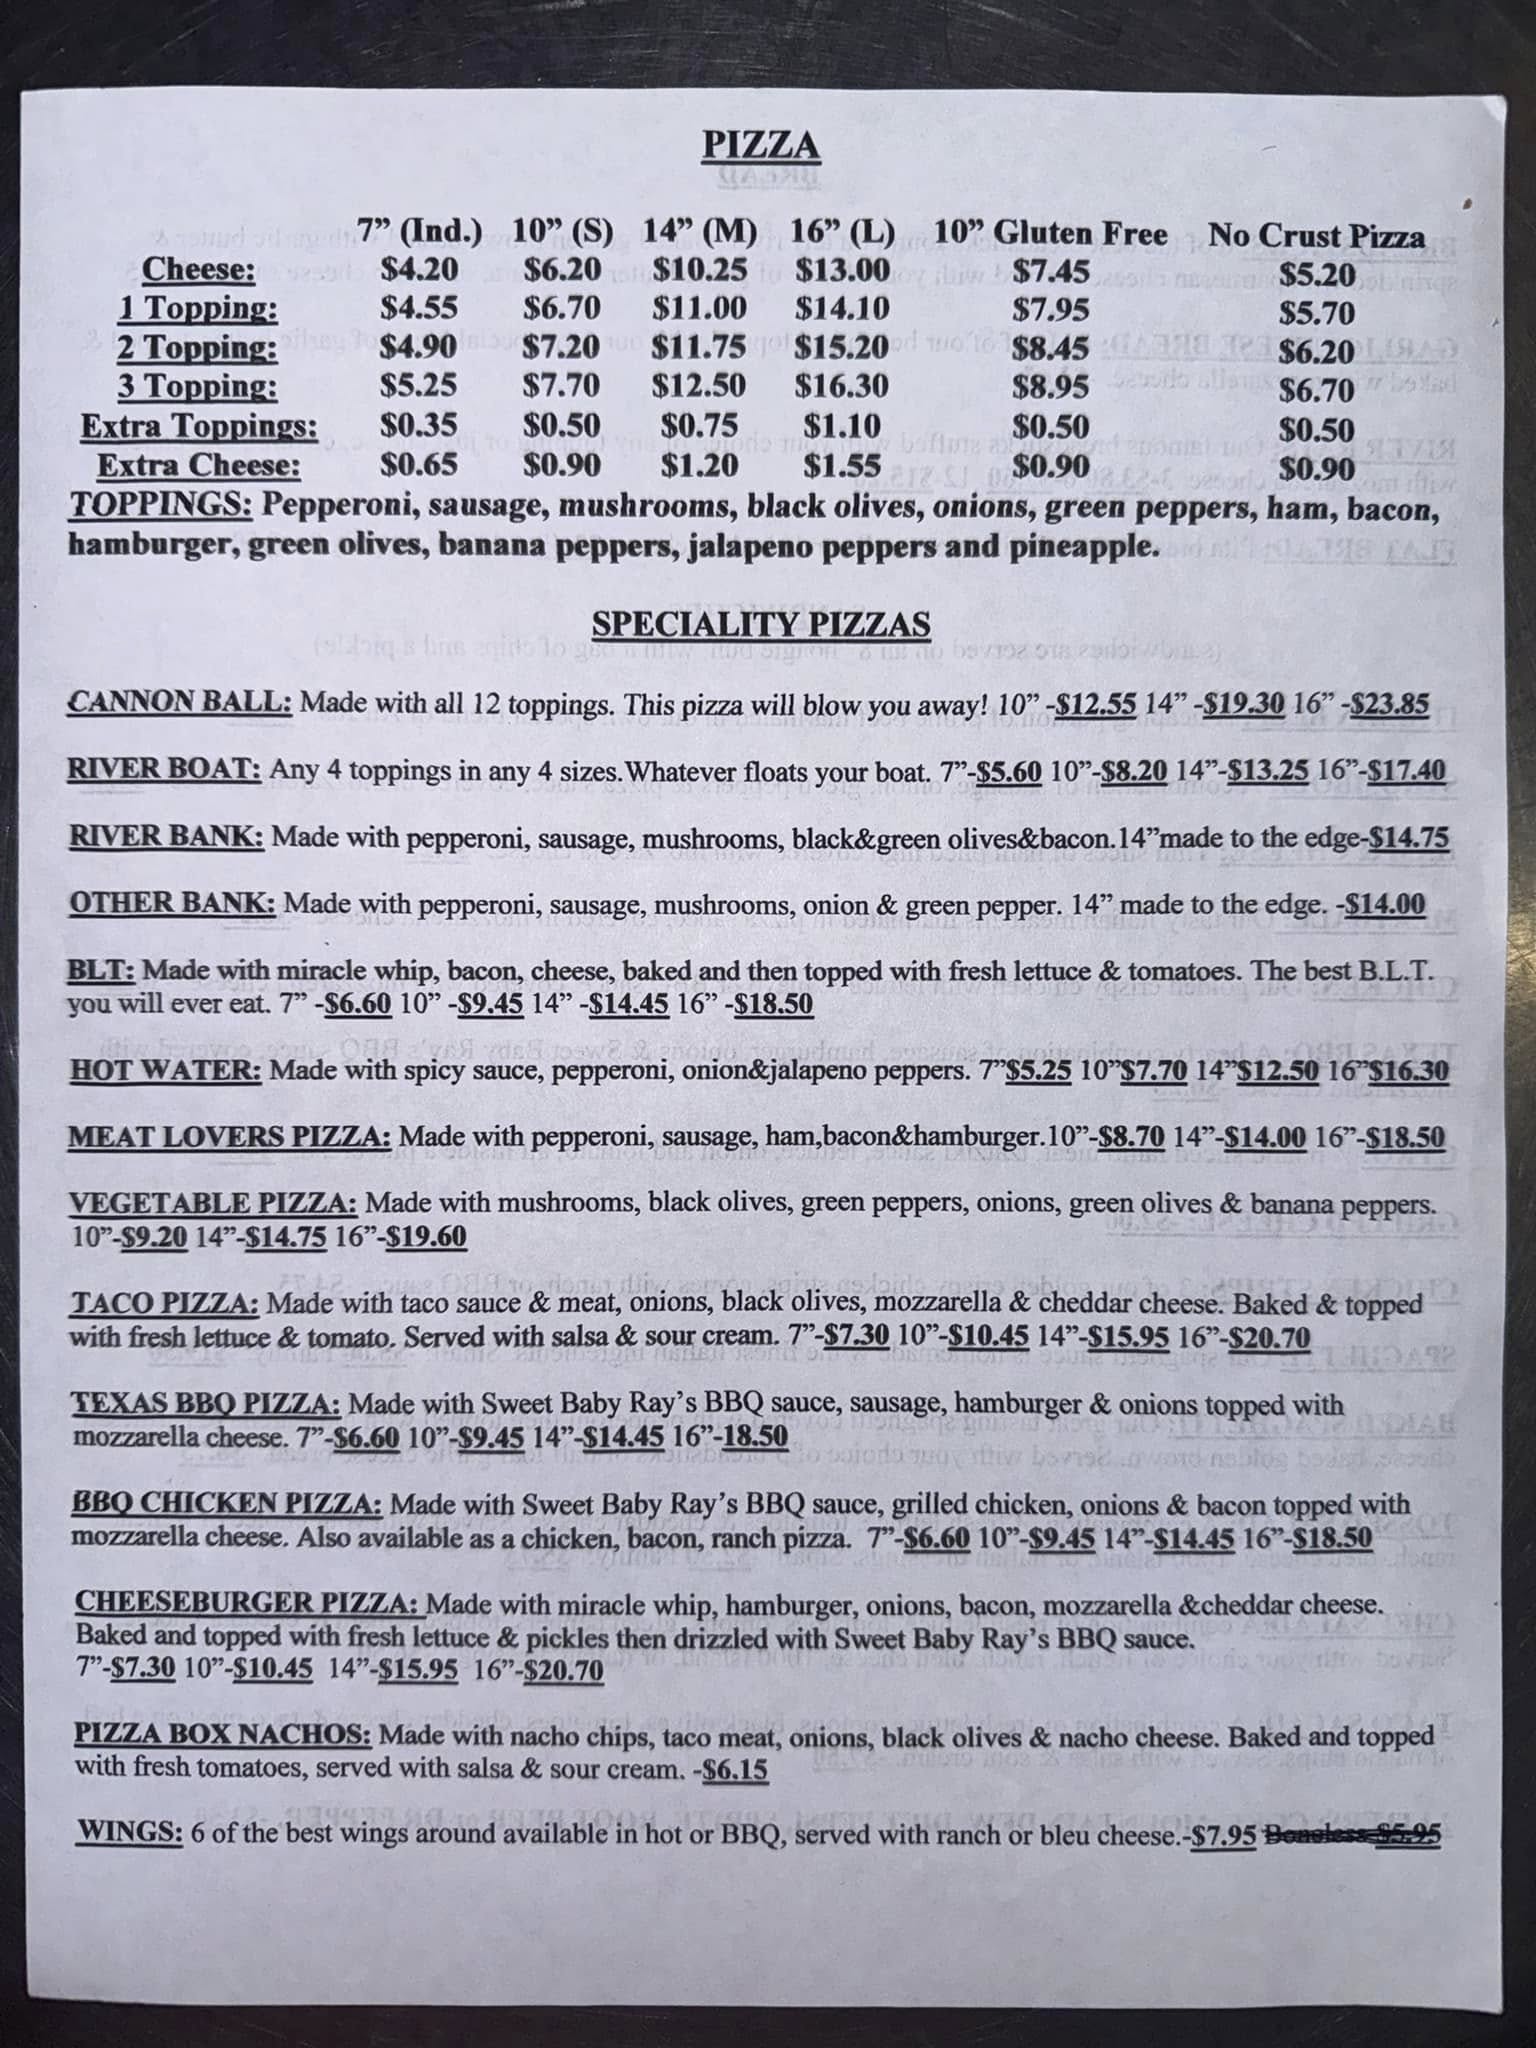 PIZZA
7” (Ind.) 10” (S) 14” (M) 16” (L) 10” Gluten Free No Crust Pizza
Cheese: $4.20 $6.20 $10.25 $13.00 $7.45 $5.20
1 Topping: $4.55 $6.70 $11.00 $14.10 $7.95 $5.70
2 Topping: $4.90 $7.20 $11.75 $15.20 $8.45 $6.20
3 Topping: $5.25 $7.70 $12.50 $16.30 $8.95 $6.70
Extra Toppings: $0.35 $0.50 $0.75 $1.10 $0.50 $0.50
Extra Cheese: $0.65 $0.90 $1.20 $1.55 $0.90 $0.90
TOPPINGS: Pepperoni, sausage, mushrooms, black olives, onions, green peppers, ham, bacon,
hamburger, green olives, banana peppers, jalapeno peppers and pineapple.
SPECIALITY PIZZAS
CANNON BALL: Made with all 12 toppings. This pizza will blow you away! 10” -$12.55 14” -$19.30 16” -$23.85
RIVER BOAT: Any 4 toppings in any 4 sizes.Whatever floats your boat. 7”-$5.60 10”-$8.20 14”-$13.25 16”-$17.40
RIVER BANK: Made with pepperoni, sausage, mushrooms, black&green olives&bacon.14”made to the edge-$14.75
OTHER BANK: Made with pepperoni, sausage, mushrooms, onion & green pepper. 14” made to the edge. -$14.00
BLT: Made with miracle whip, bacon, cheese, baked and then topped with fresh lettuce & tomatoes. The best B.L.T.
you will ever eat. 7” -$6.60 10” -$9.45 14” -$14.45 16” -$18.50
HOT WATER: Made with spicy sauce, pepperoni, onion&jalapeno peppers. 7”$5.25 10”$7.70 14”$12.50 16”$16.30
MEAT LOVERS PIZZA: Made with pepperoni, sausage, ham,bacon&hamburger.10”-$8.70 14”-$14.00 16”-$18.50
VEGETABLE PIZZA: Made with mushrooms, black olives, green peppers, onions, green olives & banana peppers.
10”-$9.20 14”-$14.75 16”-$19.60
TACO PIZZA: Made with taco sauce & meat, onions, black olives, mozzarella & cheddar cheese. Baked & topped
with fresh lettuce & tomato. Served with salsa & sour cream. 7”-$7.30 10”-$10.45 14”-$15.95 16”-$20.70
TEXAS BBQ PIZZA: Made with Sweet Baby Ray’s BBQ sauce, sausage, hamburger & onions topped with
mozzarella cheese. 7”-$6.60 10”-$9.45 14”-$14.45 16”-18.50
BBQ CHICKEN PIZZA: Made with Sweet Baby Ray’s BBQ sauce, grilled chicken, onions & bacon topped with
mozzarella cheese. Also available as a chicken, bacon, ranch pizza. 7”-$6.60 10”-$9.45 14”-$14.45 16”-$18.50
CHEESEBURGER PIZZA: Made with miracle whip, hamburger, onions, bacon, mozzarella &cheddar cheese.
Baked and topped with fresh lettuce & pickles then drizzled with Sweet Baby Ray’s BBQ sauce.
7”-$7.30 10”-$10.45 14”-$15.95 16”-$20.70
PIZZA BOX NACHOS: Made with nacho chips, taco meat, onions, black olives & nacho cheese. Baked and topped
with fresh tomatoes, served with salsa & sour cream. -$6.15
WINGS: 6 of the best wings around available in hot or BBQ, served with ranch or bleu cheese.-$7.95 Boneless $5.95